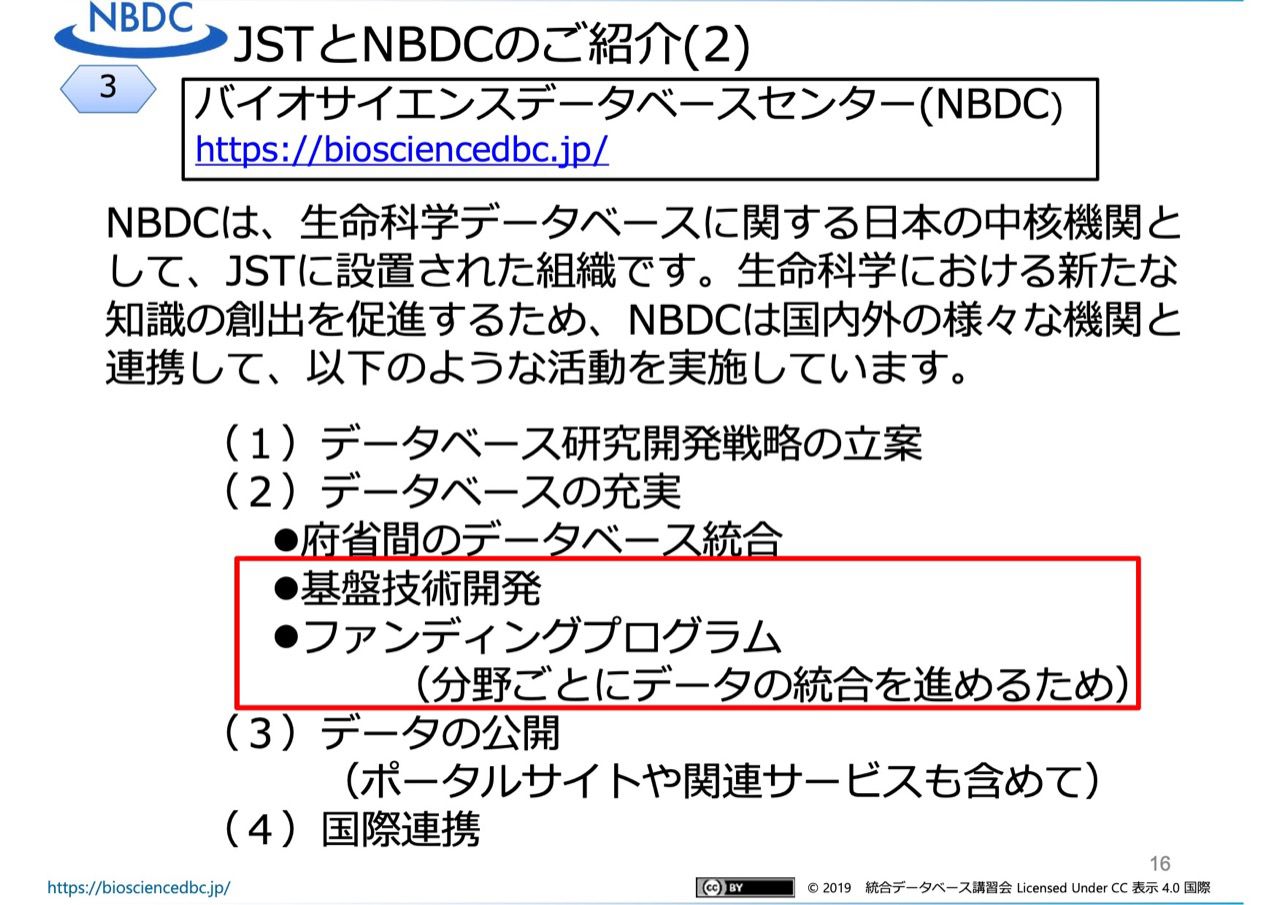 NBDC
JSTとNBDCのご紹介(2)
3
バイオサイエンスデータベースセンター(NBDC)
https://biosciencedbc.jp/
NBDCは、生命科学データベースに関する日本の中核機関と
して、JSTに設置された組織です。生命科学における新たな
知識の創出を促進するため、NBDCは国内外の様々な機関と
連携して、以下のような活動を実施しています。
（１）データベース研究開発戦略の立案
（２）データベースの充実
●府省間のデータベース統合
●基盤技術開発
●ファンディングプログラム
（分野ごとにデータの統合を進めるため）
（３）データの公開
（ポータルサイトや関連サービスも含めて）
（４）国際連携
16
https://biosciencedbc.jp/
cc BY © 2019 統合データベース講習会 Licensed Under CC 表示 4.0 国際